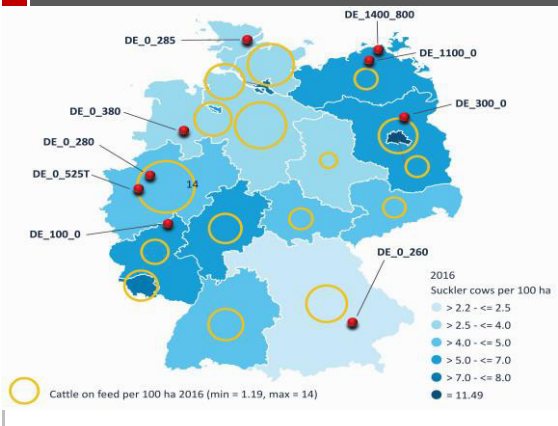 DE_1400_800
DE_0_285
DE_1100_0
DE_300_0
DE_0_380
DE_0_280
DE_0_525T
14
DE_100_0
DE_0_260
2016
Suckler cows per 100 ha
> 2.2 - <= 2.5
> 2.5 - <= 4.0
> 4.0 - <= 5.0
> 5.0 - <= 7.0
> 7.0 - <= 8.0
= 11.49
Cattle on feed per 100 ha 2016 (min = 1.19, max = 14)